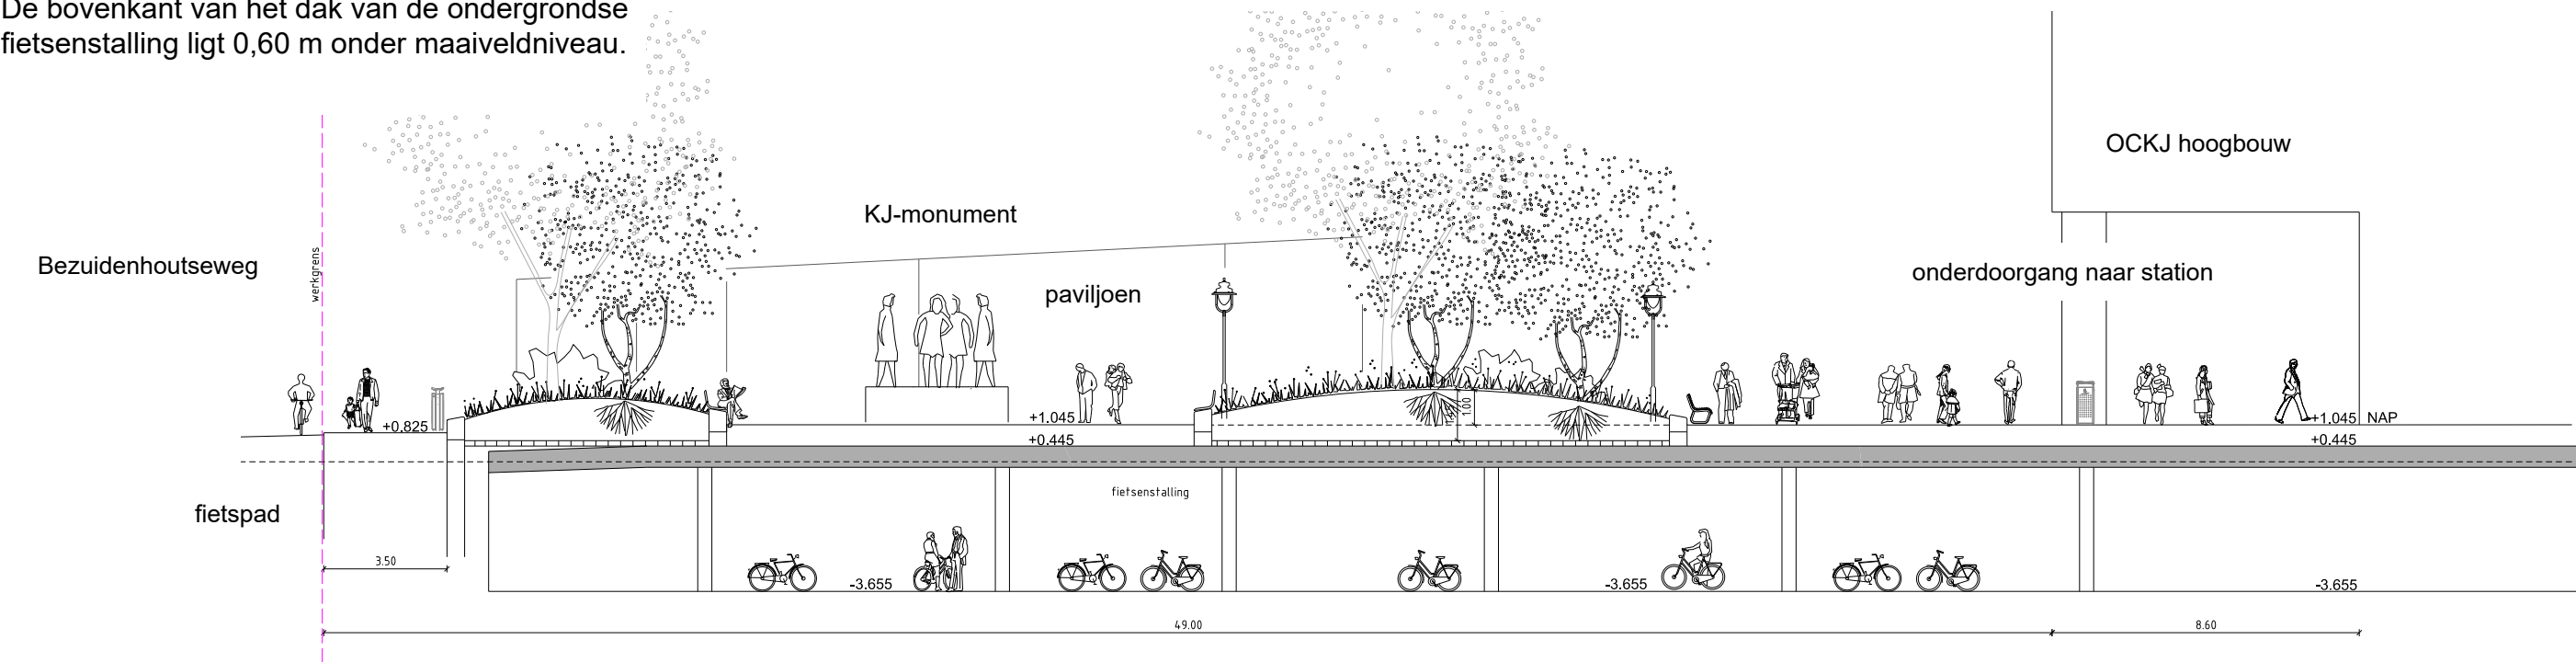 De bovenkant van het dak van de ondergrondse
fietsenstalling ligt 0,60 m onder maaiveldniveau.
OCKJ hoogbouw
KJ-monument
Bezuidenhoutseweg
werkgrens
onderdoorgang naar station
paviljoen
+0.825
+1.045
100
+1.045 NAP
+0.445
+0.445
fietsenstalling
fietspad
3.50
-3.655
-3.655
-3.655
49.00
8.60